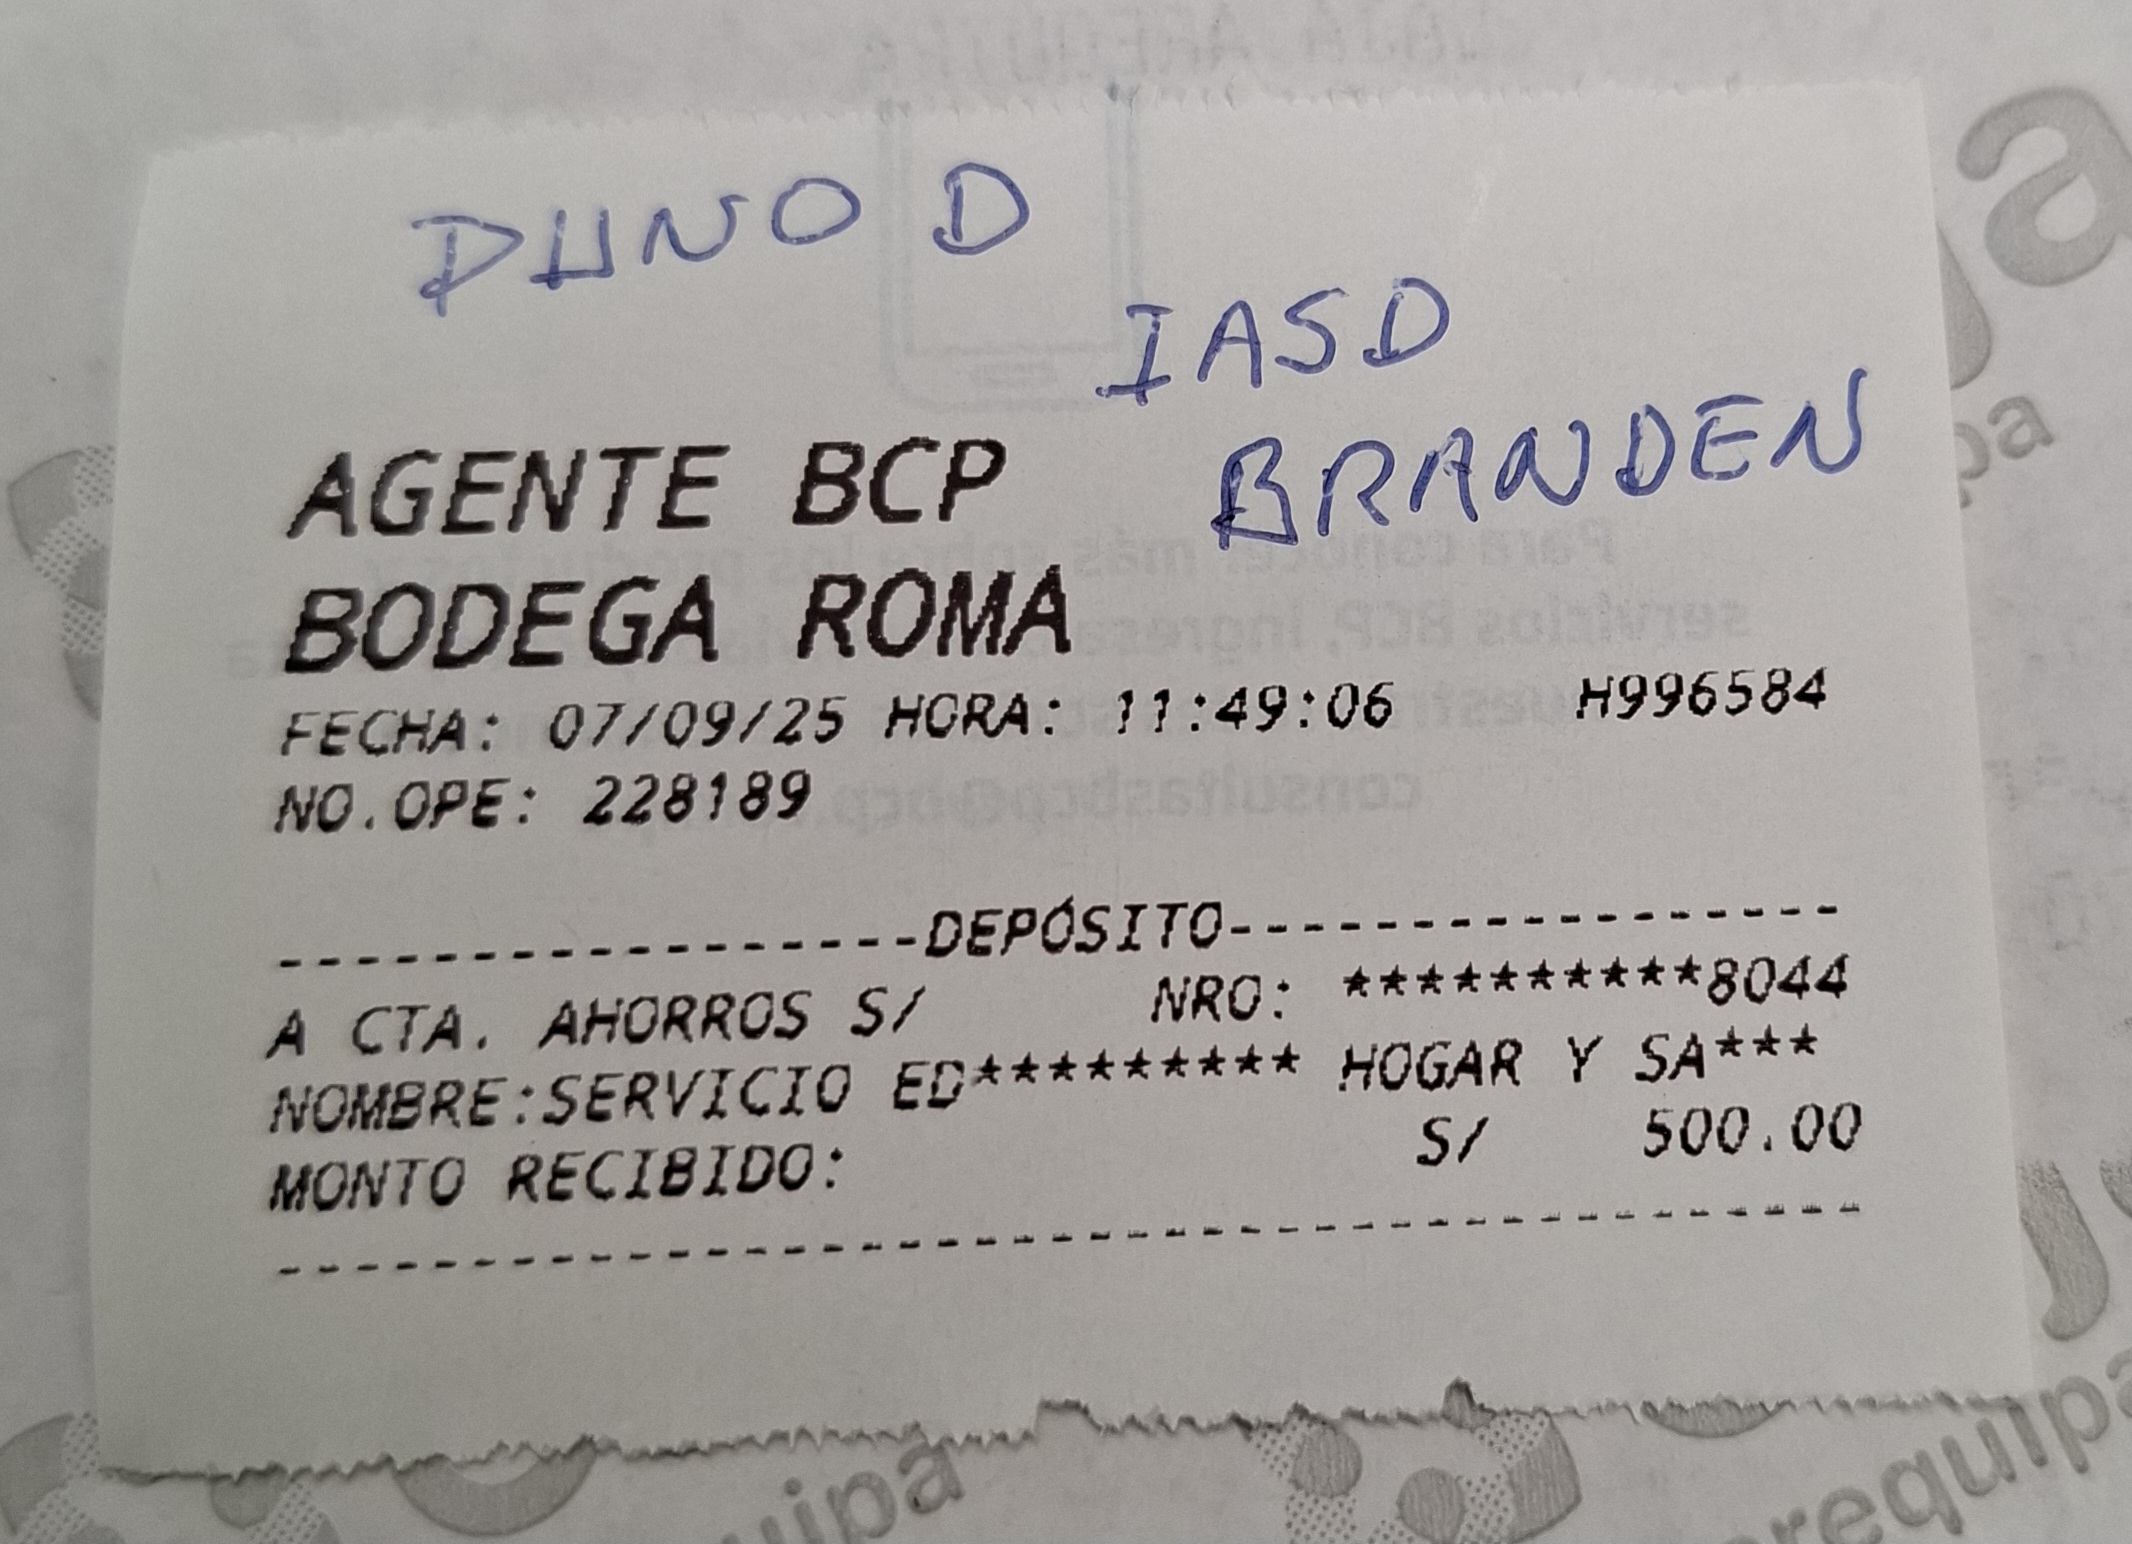 PUNO D
IASD
BRANDEN
AGENTE BCP
BODEGA ROMA
FECHA: 07/09/25 HORA: 11:49:06 H996584
NO.OPE: 228189
-----------------DEPÓSITO-----------------
A CTA. AHORROS S/ NRO: **********8044
NOMBRE:SERVICIO ED********* HOGAR Y SA***
MONTO RECIBIDO: S/ 500.00
------------------------------------------